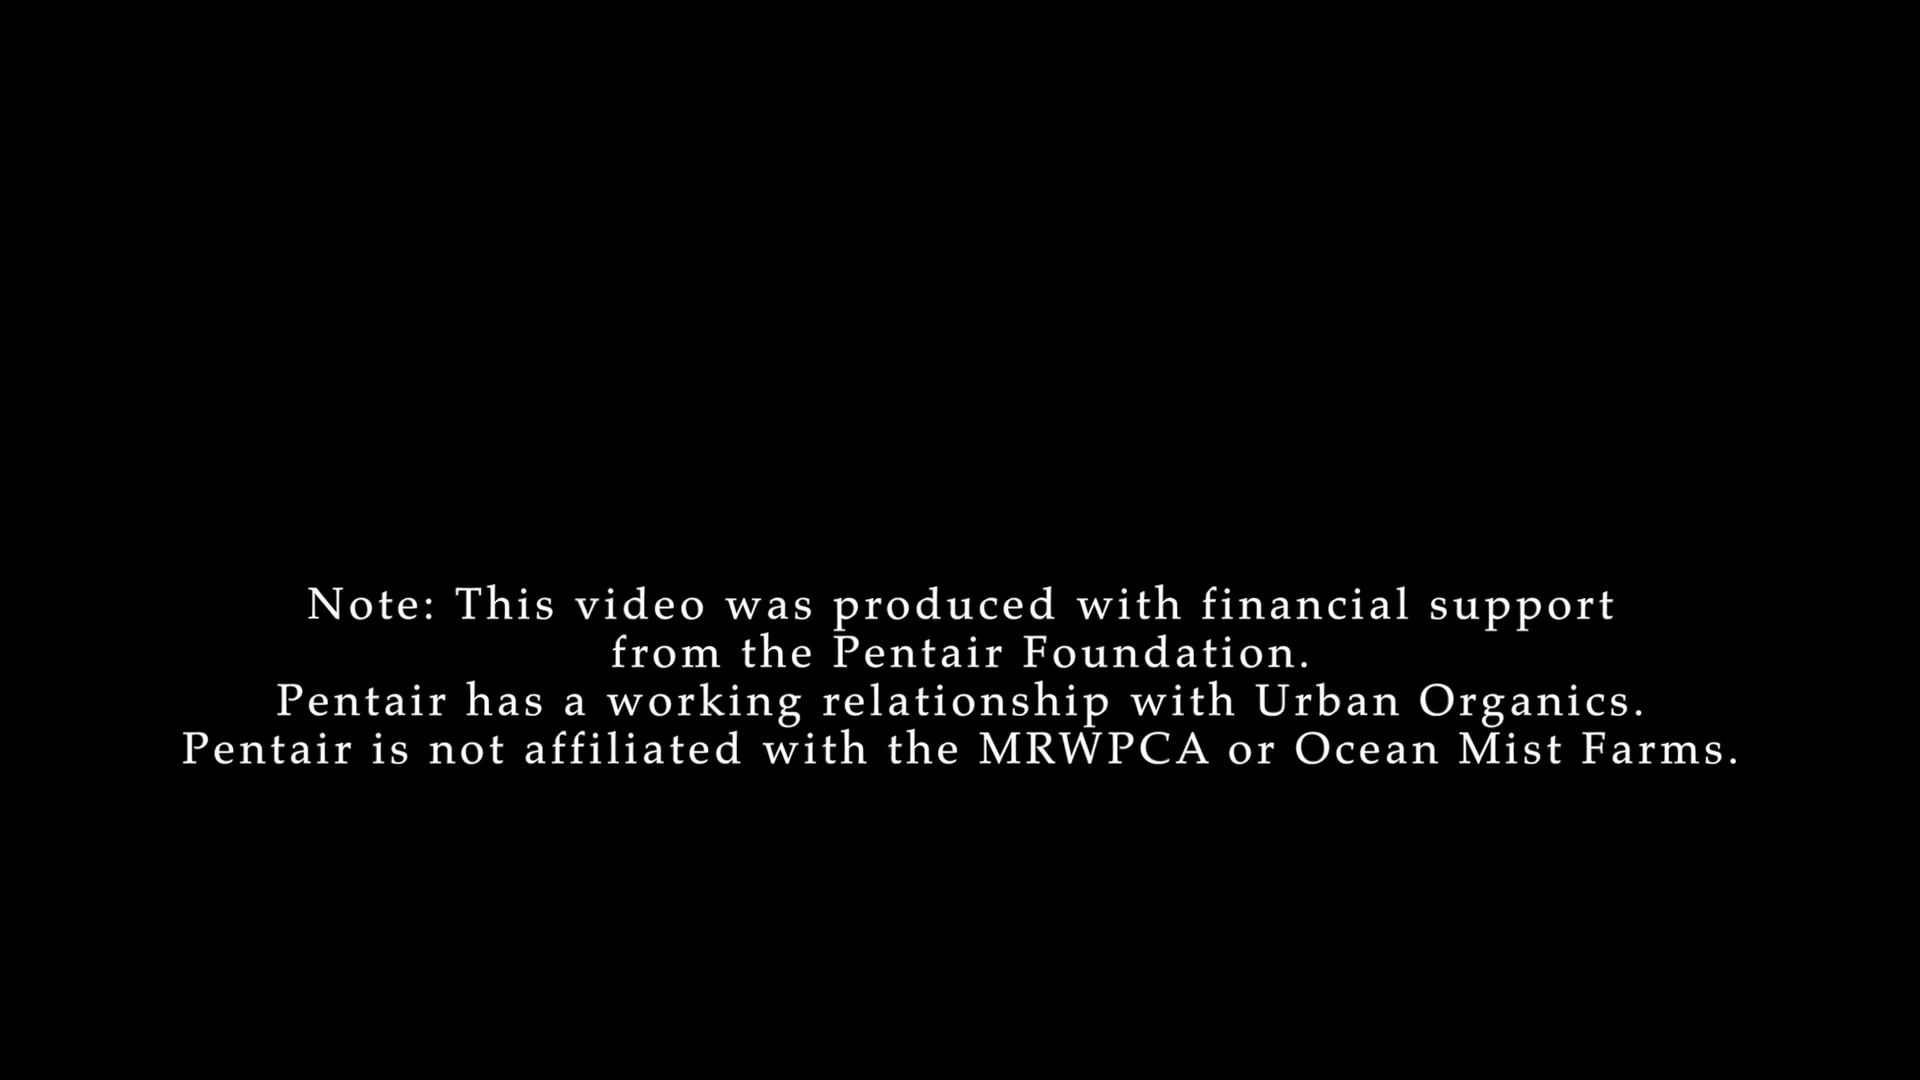 Note: This video was produced with financial support
from the Pentair Foundation.
Pentair has a working relationship with Urban Organics.
Pentair is not affiliated with the MRWPCA or Ocean Mist Farms.